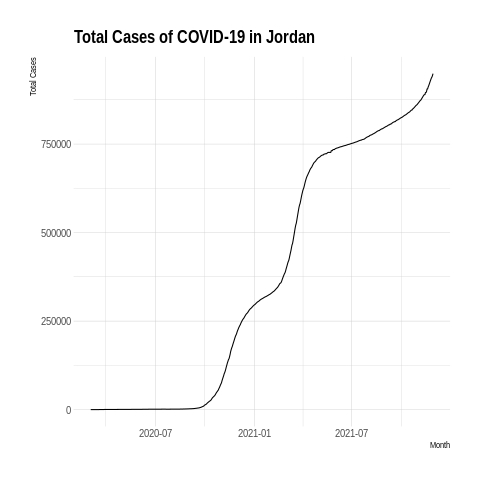 Total Cases of COVID-19 in Jordan
Total Cases
750000
500000
250000
0
2020-07
2021-01
2021-07
Month